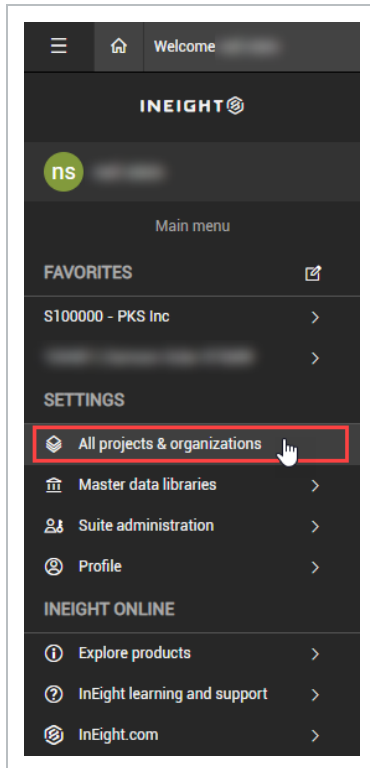 Welcome
INEIGHT
ns
Main menu
FAVORITES
S100000 - PKS Inc
SETTINGS
All projects & organizations
Master data libraries
Suite administration
Profile
INEIGHT ONLINE
Explore products
InEight learning and support
InEight.com